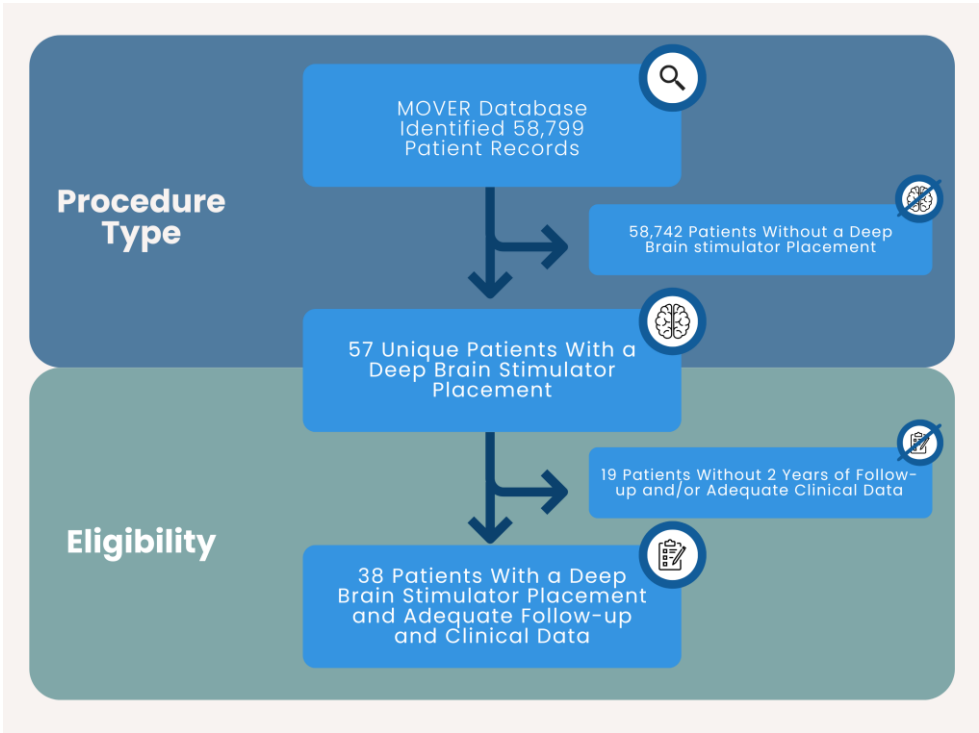 MOVER Database
Identified 58,799
Patient Records
Procedure
Type
58,742 Patients Without a Deep
Brain stimulator Placement
57 Unique Patients With a
Deep Brain Stimulator
Placement
19 Patients Without 2 Years of Follow-
up and/or Adequate Clinical Data
Eligibility
38 Patients With a Deep
Brain Stimulator Placement
and Adequate Follow-up
and Clinical Data